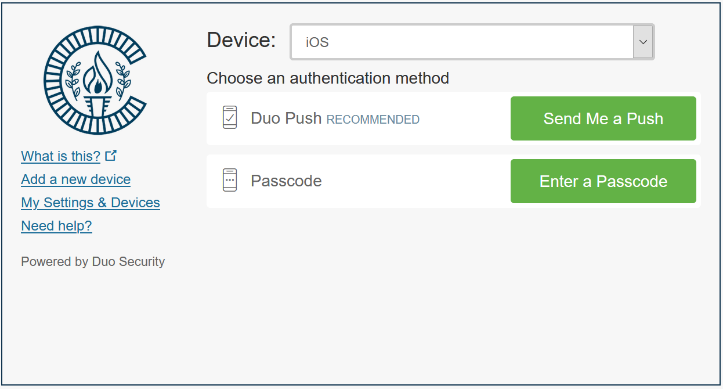 Device: iOS
Choose an authentication method
Duo Push RECOMMENDED Send Me a Push
Passcode Enter a Passcode
What is this?
Add a new device
My Settings & Devices
Need help?
Powered by Duo Security